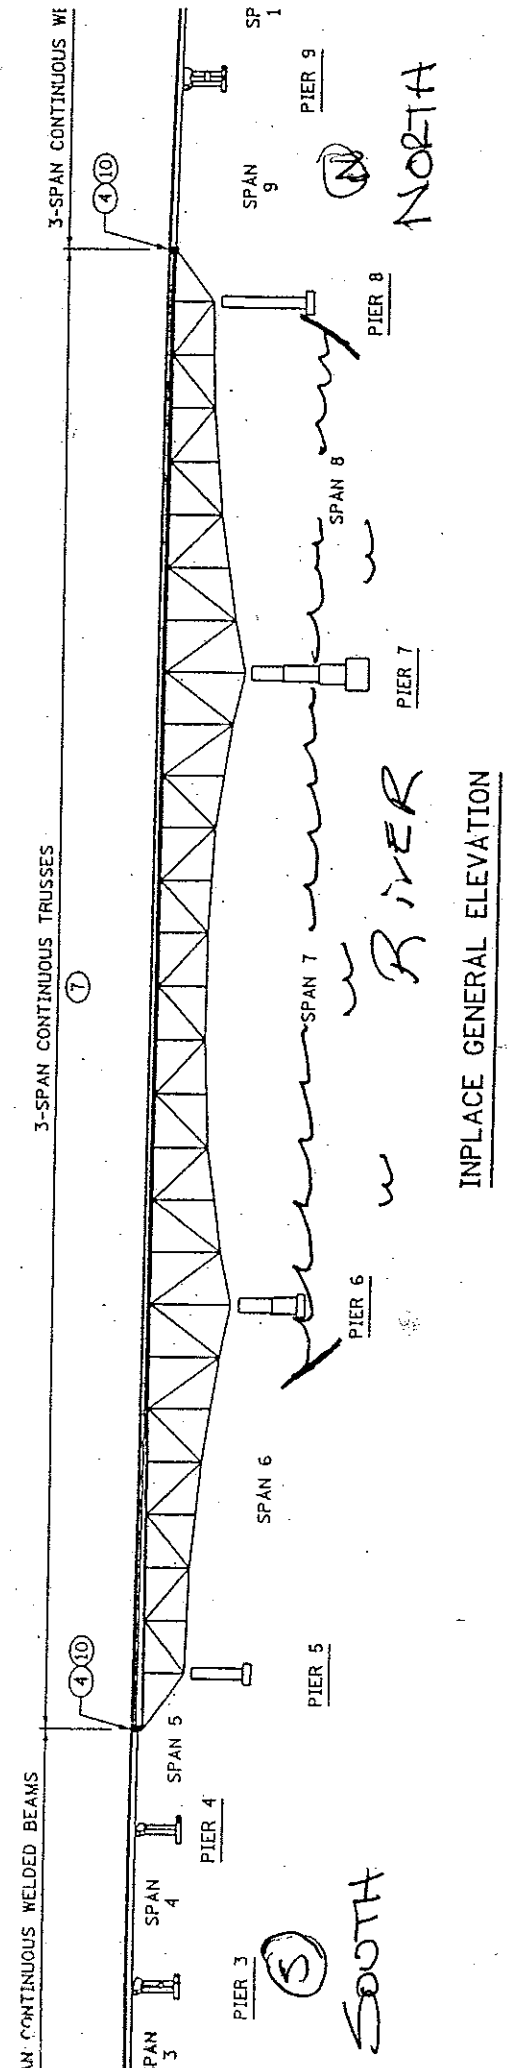 AN CONTINUOUS WELDED BEAMS
3-SPAN CONTINUOUS TRUSSES
3-SPAN CONTINUOUS WE
4 10
7
4 10
PAN
3
SPAN
4
SPAN 5
SPAN 6
SPAN 7
SPAN 8
SPAN
9
SP
1
PIER 3
PIER 4
PIER 5
PIER 6
PIER 7
PIER 8
PIER 9
S
SOUTH
RiVER
N
NORTH
INPLACE GENERAL ELEVATION